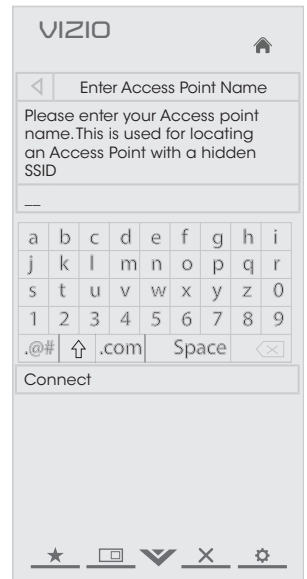 VIZIO
Enter Access Point Name
Please enter your Access point
name. This is used for locating
an Access Point with a hidden
SSID
__
a b c d e f g h i
j k l m n o p q r
s t u v w x y z 0
1 2 3 4 5 6 7 8 9
.@# .com Space
Connect